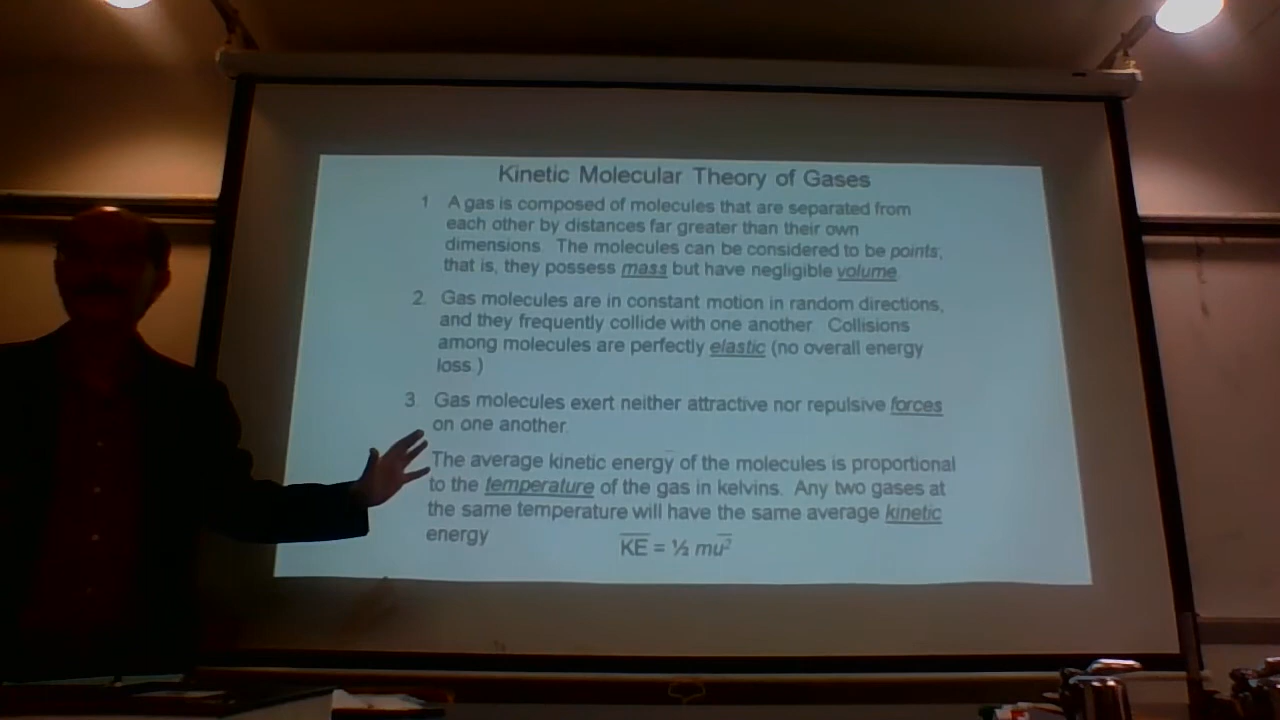 Kinetic Molecular Theory of Gases
1 A gas is composed of molecules that are separated from
each other by distances far greater than their own
dimensions. The molecules can be considered to be points;
that is, they possess mass but have negligible volume.
2. Gas molecules are in constant motion in random directions,
and they frequently collide with one another. Collisions
among molecules are perfectly elastic (no overall energy
loss.)
3. Gas molecules exert neither attractive nor repulsive forces
on one another.
The average kinetic energy of the molecules is proportional
to the temperature of the gas in kelvins. Any two gases at
the same temperature will have the same average kinetic
energy
K̅E̅ = ½ mu̅²̅